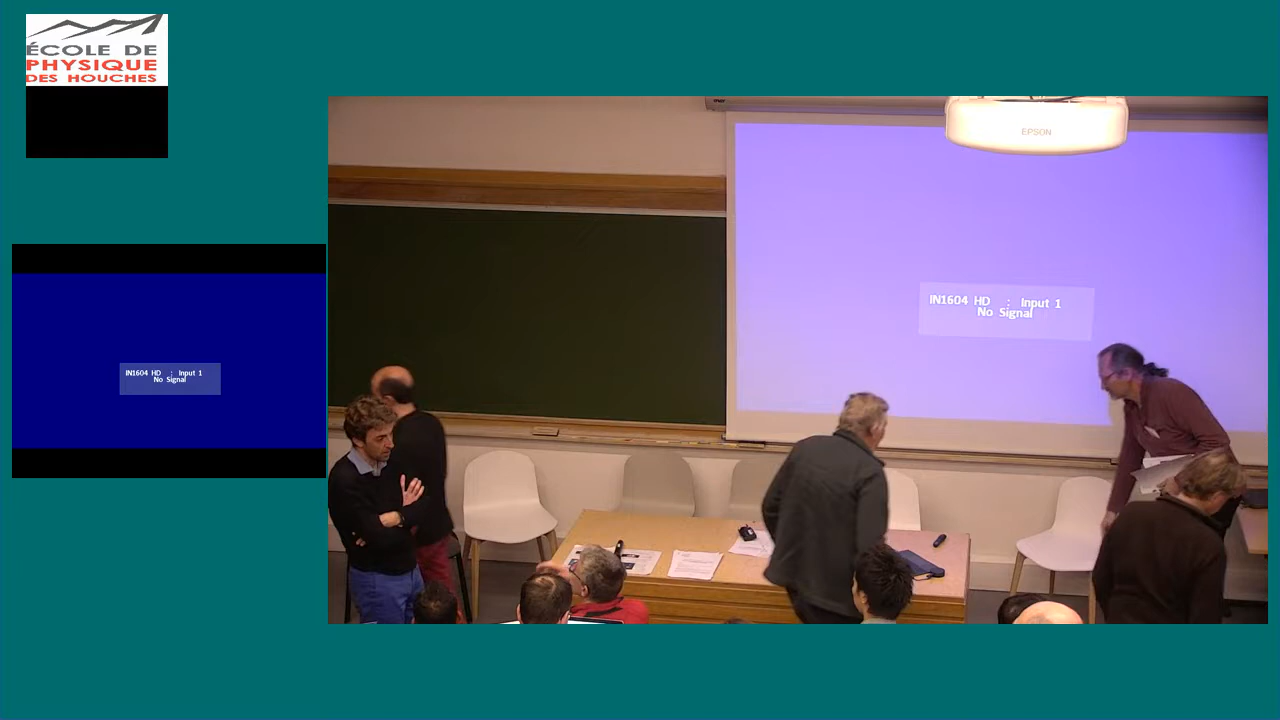 ÉCOLE DE
PHYSIQUE
DES HOUCHES
EPSON
IN1604 HD : Input 1
No Signal
IN1604 HD : Input 1
No Signal